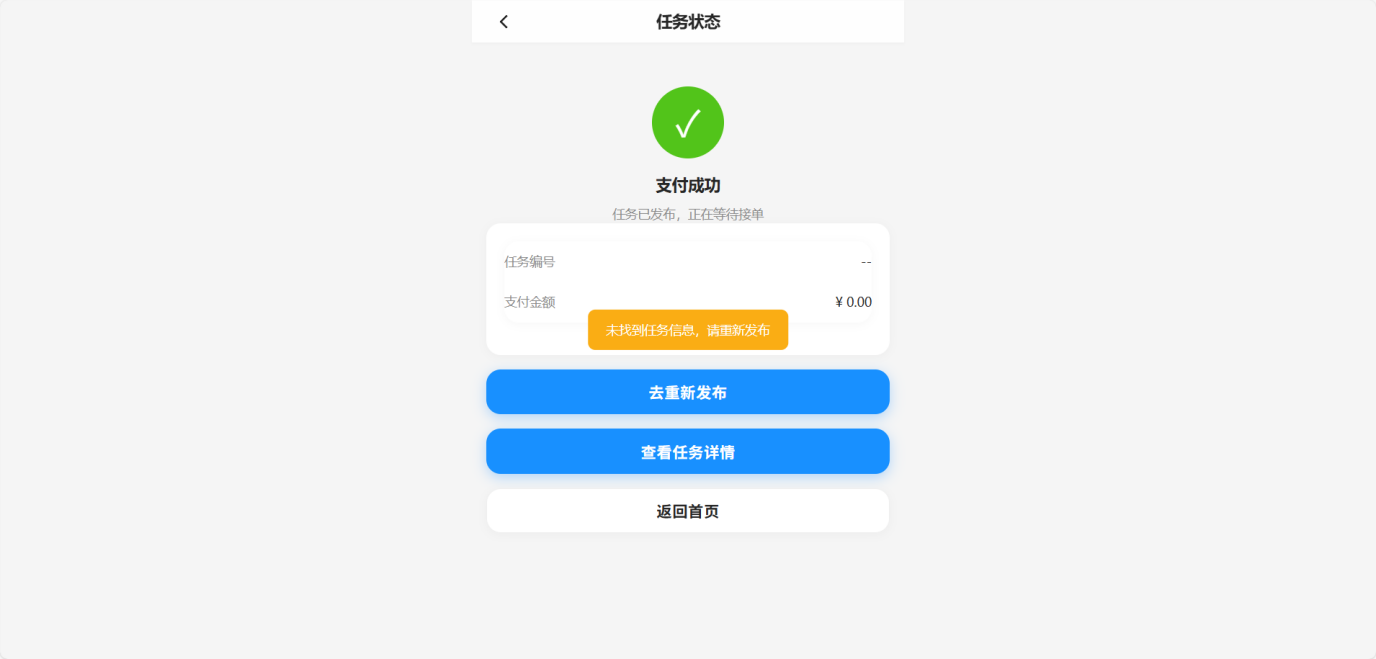 任务状态
支付成功
任务已发布，正在等待接单
任务编号 --
支付金额 ¥ 0.00
未找到任务信息，请重新发布
去重新发布
查看任务详情
返回首页